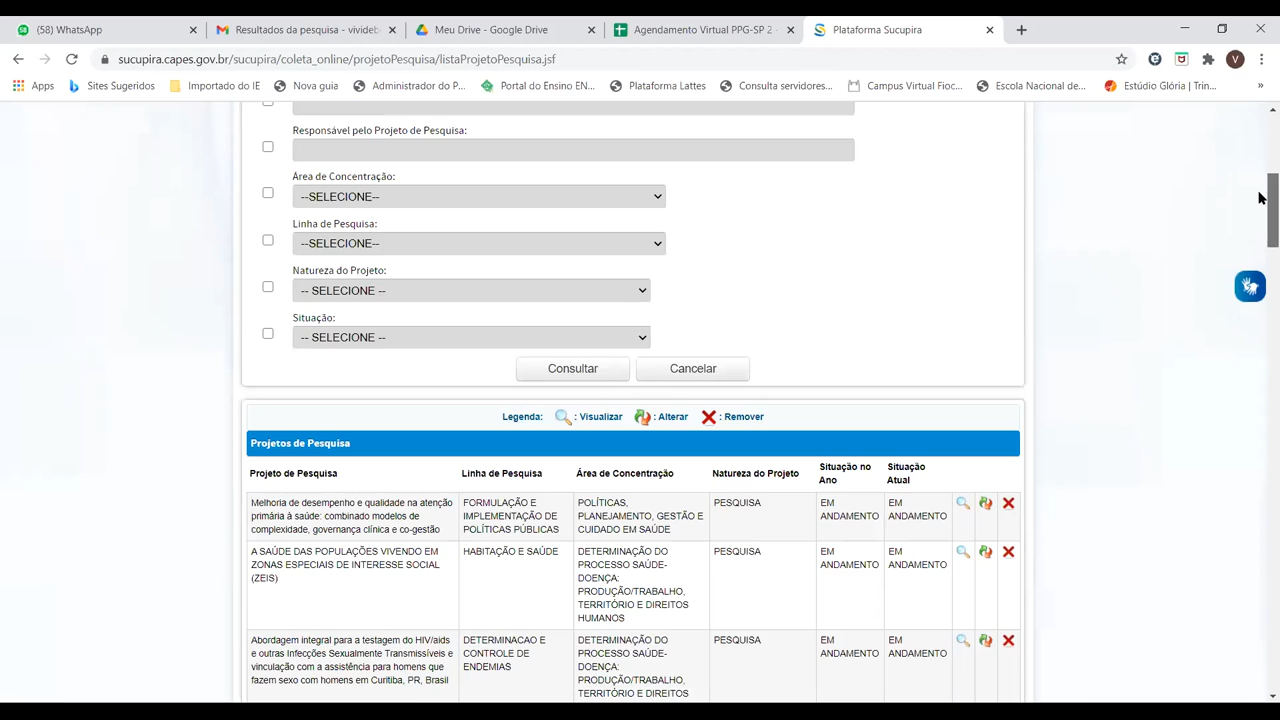 (58) WhatsApp
Resultados da pesquisa - vivideb
Meu Drive - Google Drive
Agendamento Virtual PPG-SP 2 -
Plataforma Sucupira
sucupira.capes.gov.br/sucupira/coleta_online/projetoPesquisa/listaProjetoPesquisa.jsf
V
Apps
Sites Sugeridos
Importado do IE
Nova guia
Administrador do P...
Portal do Ensino EN...
Plataforma Lattes
Consulta servidores...
Campus Virtual Fioc...
Escola Nacional de...
Estúdio Glória | Trin...
»
Responsável pelo Projeto de Pesquisa:
Área de Concentração:
--SELECIONE--
Linha de Pesquisa:
--SELECIONE--
Natureza do Projeto:
-- SELECIONE --
Situação:
-- SELECIONE --
Consultar
Cancelar
Legenda: : Visualizar : Alterar : Remover
Projetos de Pesquisa
Projeto de Pesquisa
Linha de Pesquisa
Área de Concentração
Natureza do Projeto
Situação no
Ano
Situação
Atual
Melhoria de desempenho e qualidade na atenção
primária à saúde: combinado modelos de
complexidade, governança clínica e co-gestão
FORMULAÇÃO E
IMPLEMENTAÇÃO DE
POLÍTICAS PÚBLICAS
POLÍTICAS,
PLANEJAMENTO, GESTÃO E
CUIDADO EM SAÚDE
PESQUISA
EM
ANDAMENTO
EM
ANDAMENTO
A SAÚDE DAS POPULAÇÕES VIVENDO EM
ZONAS ESPECIAIS DE INTERESSE SOCIAL
(ZEIS)
HABITAÇÃO E SAÚDE
DETERMINAÇÃO DO
PROCESSO SAÚDE-
DOENÇA:
PRODUÇÃO/TRABALHO,
TERRITÓRIO E DIREITOS
HUMANOS
PESQUISA
EM
ANDAMENTO
EM
ANDAMENTO
Abordagem integral para a testagem do HIV/aids
e outras Infecções Sexualmente Transmissíveis e
vinculação com a assistência para homens que
fazem sexo com homens em Curitiba, PR, Brasil
DETERMINACAO E
CONTROLE DE
ENDEMIAS
DETERMINAÇÃO DO
PROCESSO SAÚDE-
DOENÇA:
PRODUÇÃO/TRABALHO,
TERRITÓRIO E DIREITOS
PESQUISA
EM
ANDAMENTO
EM
ANDAMENTO